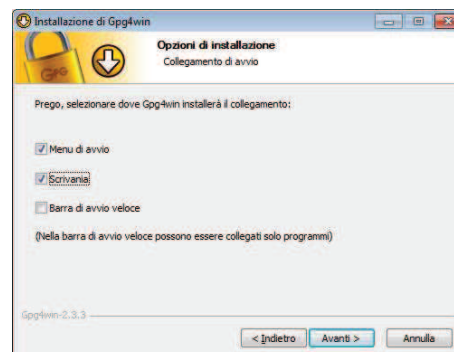 Installazione di Gpg4win
GPG
Opzioni di installazione
Collegamento di avvio
Prego, selezionare dove Gpg4win installerà il collegamento:
Menu di avvio
Scrivania
Barra di avvio veloce
(Nella barra di avvio veloce possono essere collegati solo programmi)
Gpg4win-2.3.3
< Indietro Avanti > Annulla